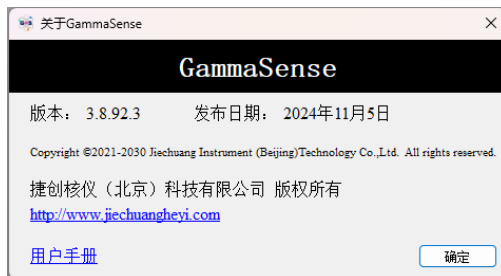 关于GammaSense
GammaSense
版本： 3.8.92.3 发布日期： 2024年11月5日
Copyright ©2021-2030 Jiechuang Instrument (Beijing)Technology Co.,Ltd. All rights reserved.
捷创核仪（北京）科技有限公司 版权所有
http://www.jiechuangheyi.com
用户手册 确定